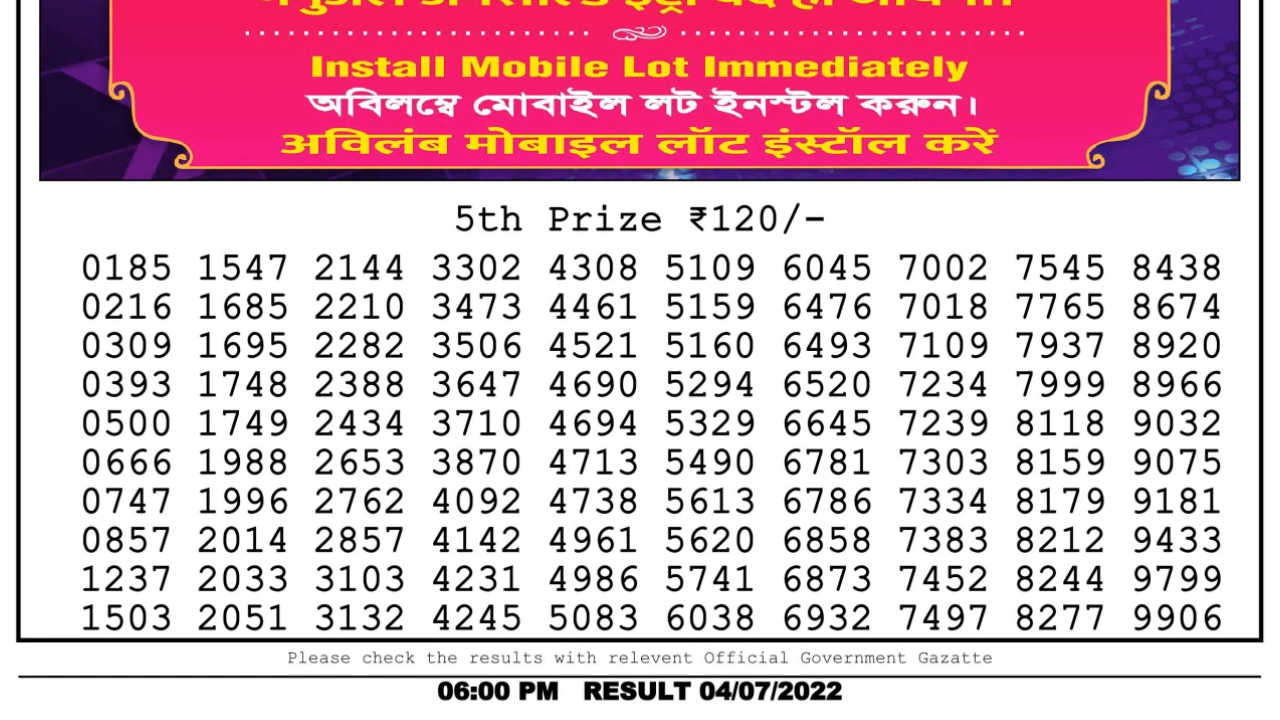 Install Mobile Lot Immediately
অবিলম্বে মোবাইল লট ইনস্টল করুন।
अविलंब मोबाइल लॉट इंस्टॉल करें
5th Prize ₹120/-
0185 1547 2144 3302 4308 5109 6045 7002 7545 8438
0216 1685 2210 3473 4461 5159 6476 7018 7765 8674
0309 1695 2282 3506 4521 5160 6493 7109 7937 8920
0393 1748 2388 3647 4690 5294 6520 7234 7999 8966
0500 1749 2434 3710 4694 5329 6645 7239 8118 9032
0666 1988 2653 3870 4713 5490 6781 7303 8159 9075
0747 1996 2762 4092 4738 5613 6786 7334 8179 9181
0857 2014 2857 4142 4961 5620 6858 7383 8212 9433
1237 2033 3103 4231 4986 5741 6873 7452 8244 9799
1503 2051 3132 4245 5083 6038 6932 7497 8277 9906
Please check the results with relevent Official Government Gazatte
06:00 PM RESULT 04/07/2022